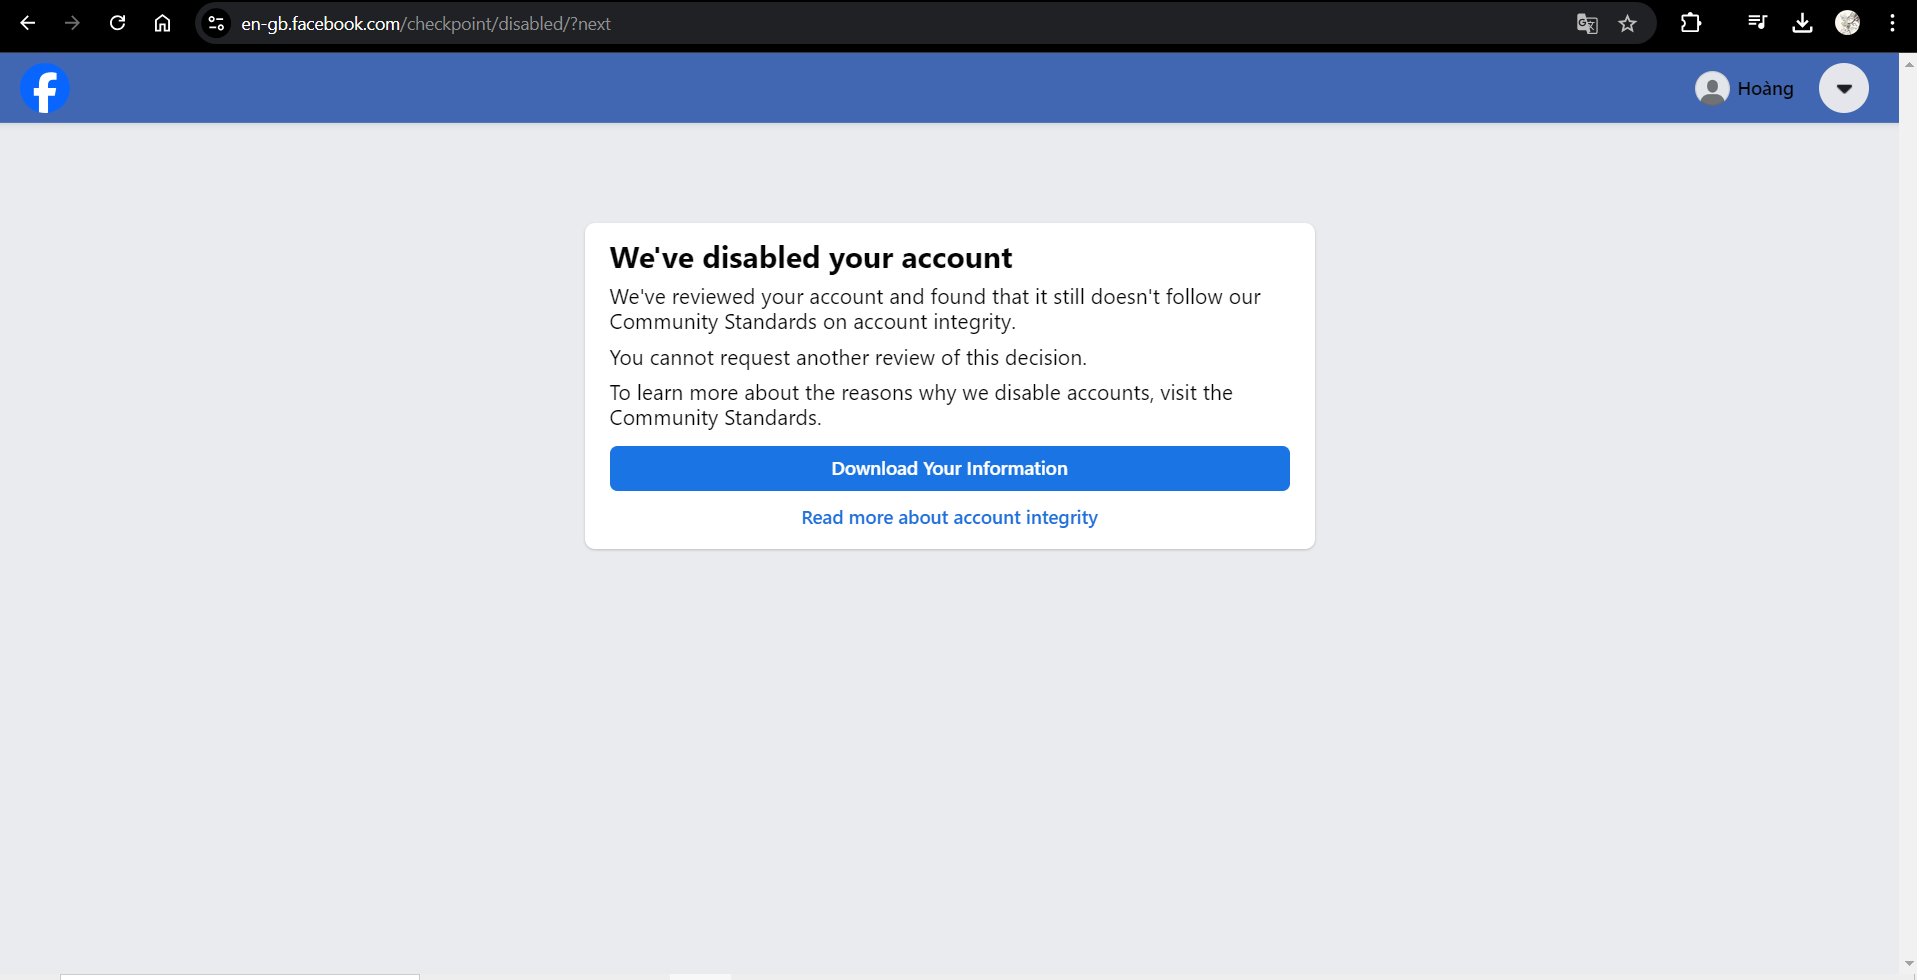 en-gb.facebook.com/checkpoint/disabled/?next
Hoàng
We've disabled your account
We've reviewed your account and found that it still doesn't follow our
Community Standards on account integrity.
You cannot request another review of this decision.
To learn more about the reasons why we disable accounts, visit the
Community Standards.
Download Your Information
Read more about account integrity